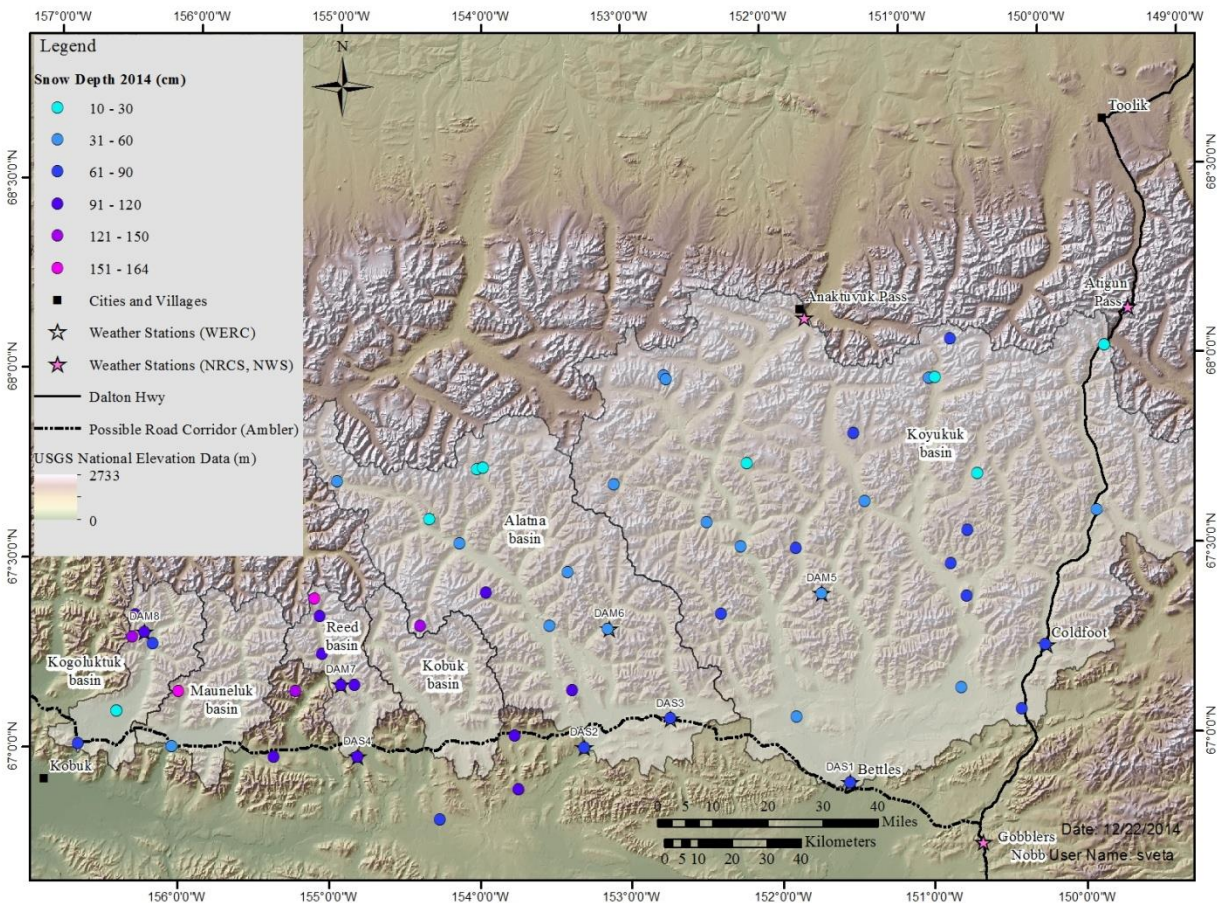 157°0'0"W 156°0'0"W 155°0'0"W 154°0'0"W 153°0'0"W 152°0'0"W 151°0'0"W 150°0'0"W 149°0'0"W
Legend
Snow Depth 2014 (cm)
10 - 30
31 - 60
61 - 90
91 - 120
121 - 150
151 - 164
Cities and Villages
Weather Stations (WERC)
Weather Stations (NRCS, NWS)
Dalton Hwy
Possible Road Corridor (Ambler)
USGS National Elevation Data (m)
2733
0
N
Toolik
68°30'0"N
68°30'0"N
Anaktuvuk Pass
Atigun
Pass
68°0'0"N
68°0'0"N
Koyukuk
basin
Alatna
basin
67°30'0"N
67°30'0"N
DAM5
DAM6
DAM8
Reed
basin
Coldfoot
Kogoluktuk
basin
DAM7
Kobuk
basin
Mauneluk
basin
DAS3
DAS2
DAS4
67°0'0"N
67°0'0"N
Kobuk
DAS1
Bettles
0 5 10 20 30 40
Miles
Kilometers
0 5 10 20 30 40
Gobblers
Nobb
Date: 12/22/2014
User Name: sveta
156°0'0"W 155°0'0"W 154°0'0"W 153°0'0"W 152°0'0"W 151°0'0"W 150°0'0"W